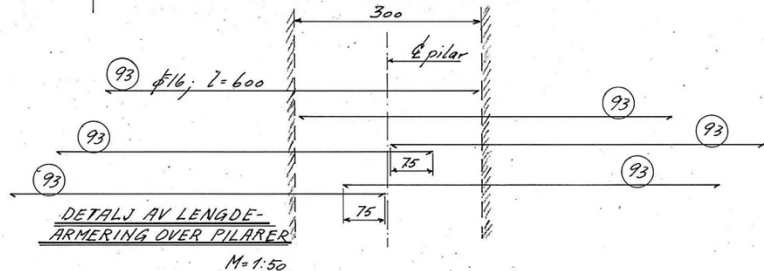 300
℄ pilar
93 ϕ16; l=600
93
93
93
75
93
93
75
DETALJ AV LENGDE-
ARMERING OVER PILARER
M=1:50